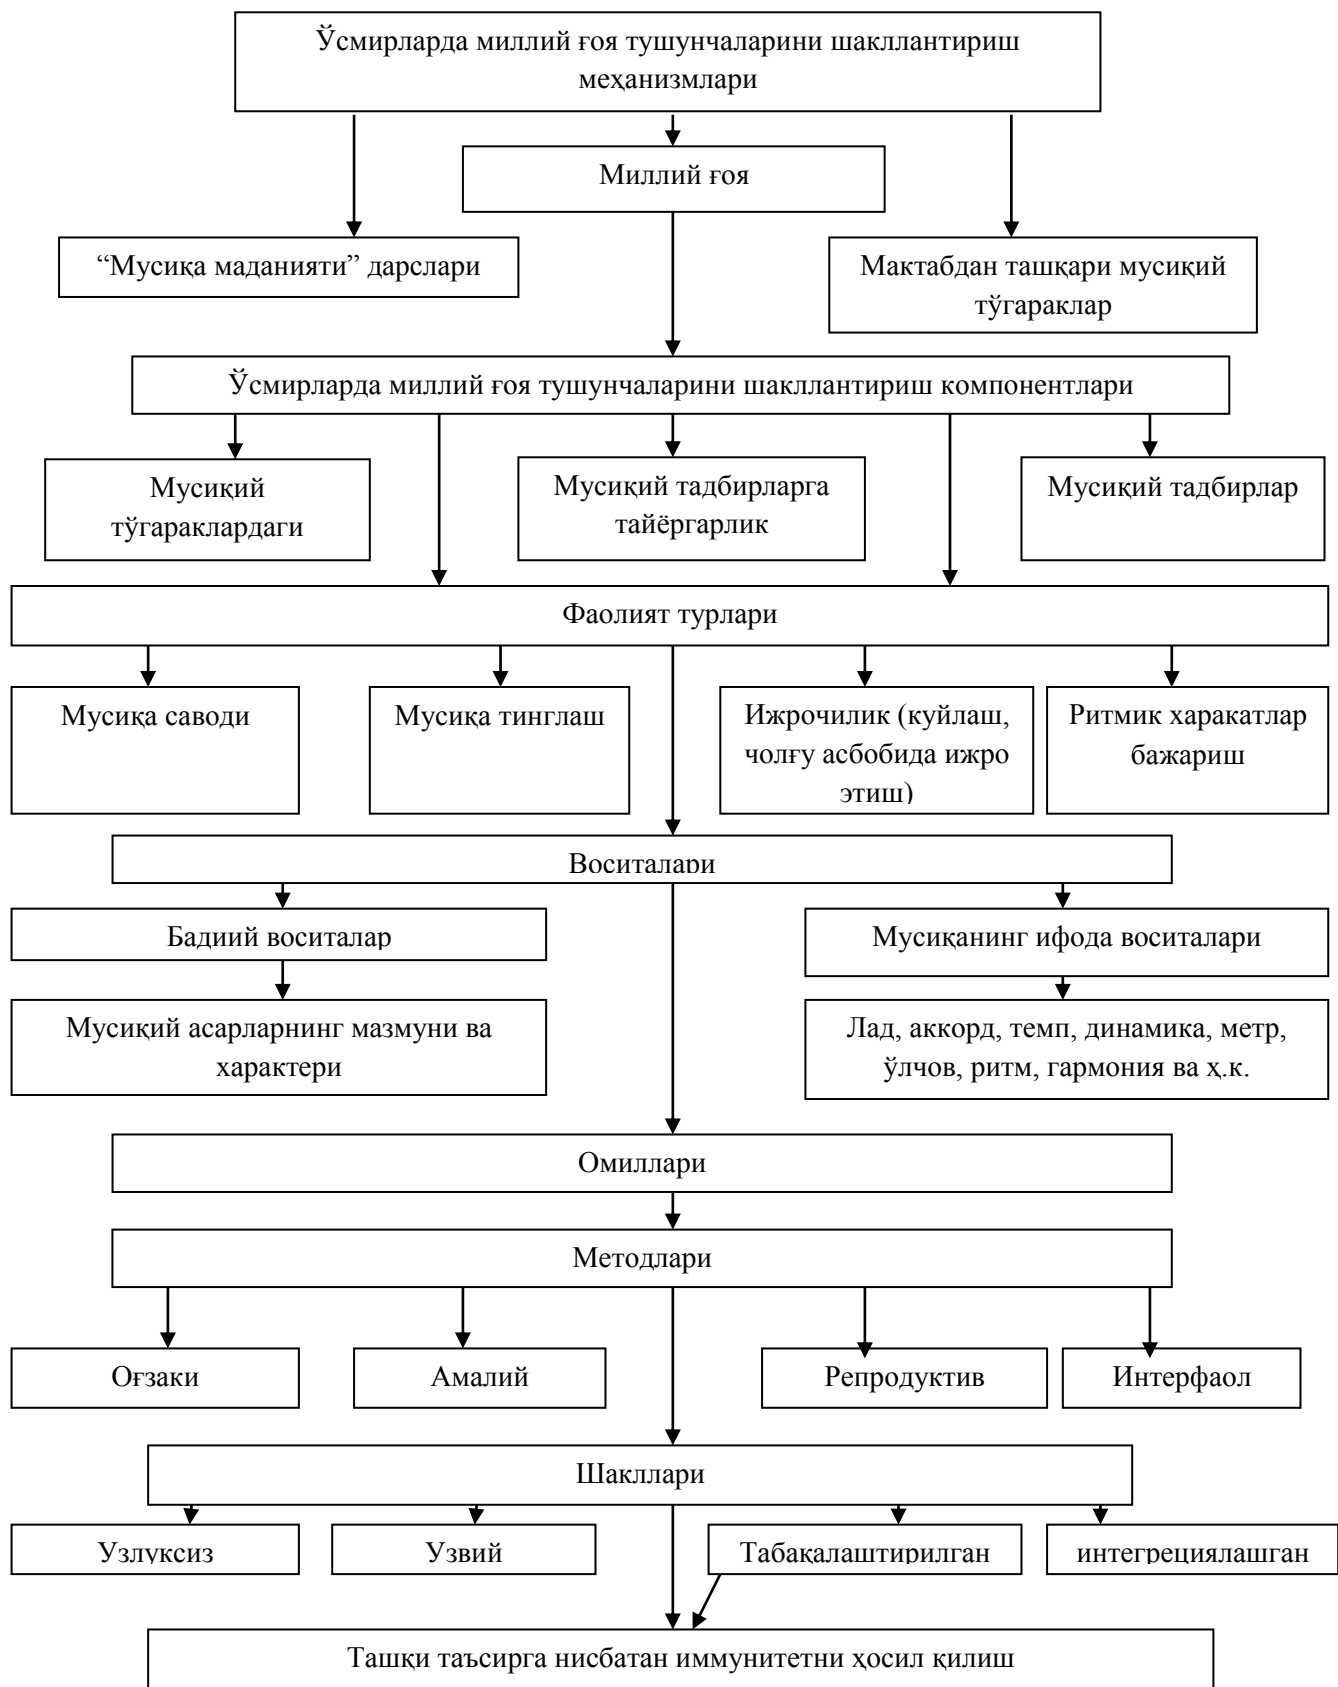 Ўсмирларда миллий ғоя тушунчаларини шакллантириш
меҳанизмлари
Миллий ғоя
“Мусиқа маданияти” дарслари
Мактабдан ташқари мусиқий
тўгараклар
Ўсмирларда миллий ғоя тушунчаларини шакллантириш компонентлари
Мусиқий
тўгараклардаги
Мусиқий тадбирларга
тайёргарлик
Мусиқий тадбирлар
Фаолият турлари
Мусиқа саводи
Мусиқа тинглаш
Ижрочилик (куйлаш,
чолғу асбобида ижро
этиш)
Ритмик харакатлар
бажариш
Воситалари
Бадиий воситалар
Мусиқанинг ифода воситалари
Мусиқий асарларнинг мазмуни ва
характери
Лад, аккорд, темп, динамика, метр,
ўлчов, ритм, гармония ва ҳ.к.
Омиллари
Методлари
Оғзаки
Амалий
Репродуктив
Интерфаол
Шакллари
Узлуксиз
Узвий
Табақалаштирилган
интегрециялашган
Ташқи таъсирга нисбатан иммунитетни ҳосил қилиш